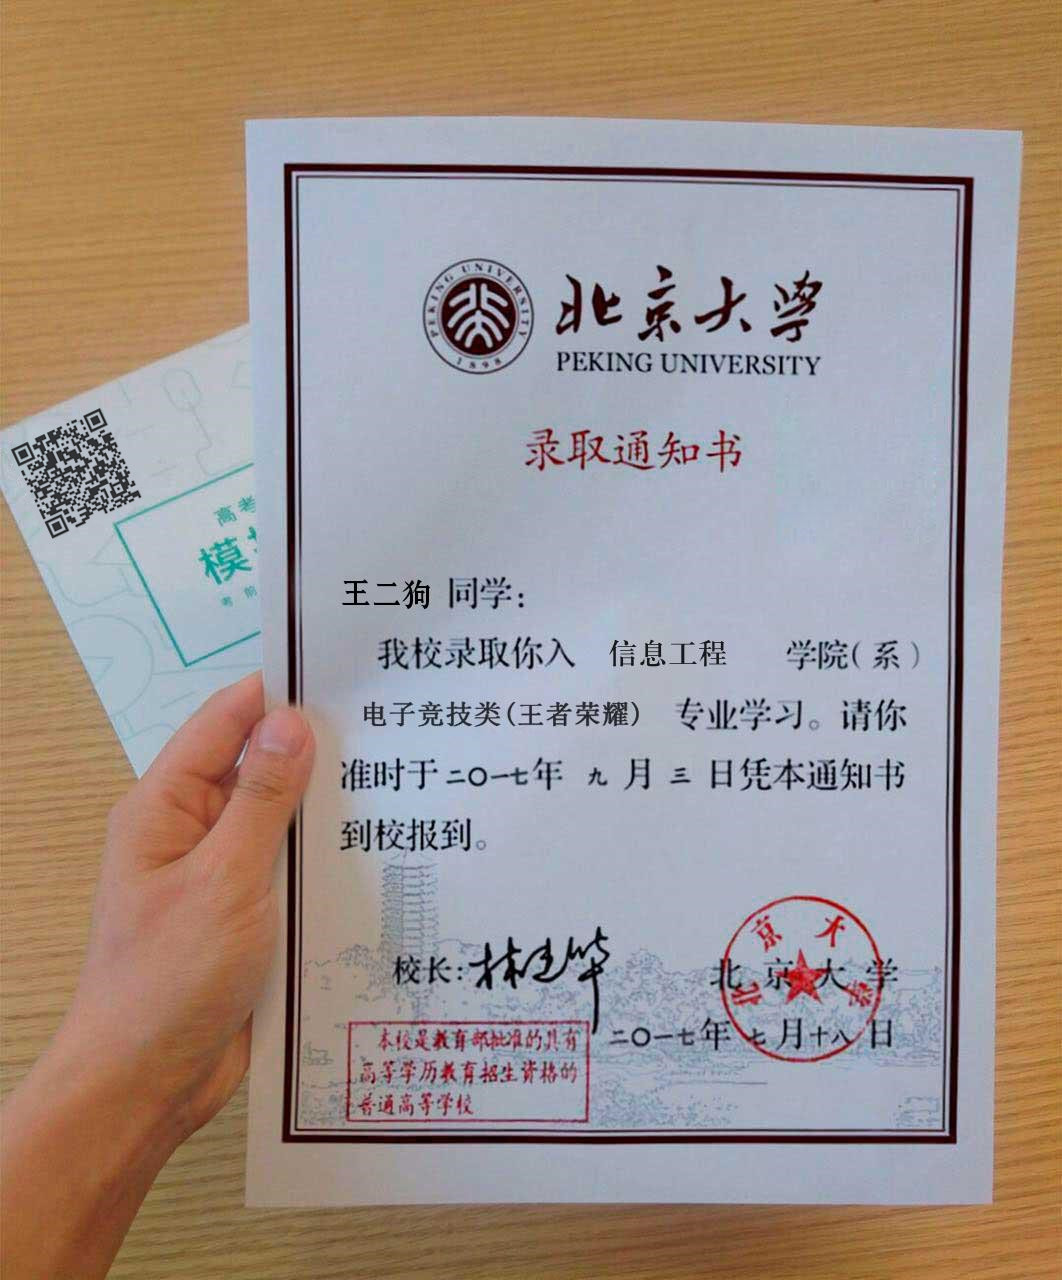 PEKING UNIVERSITY
1898
北京大学
PEKING UNIVERSITY
录取通知书
高考
模
考前
王二狗 同学：
我校录取你入 信息工程 学院（系）
电子竞技类(王者荣耀) 专业学习。请你
准时于二〇一七年 九 月 三 日凭本通知书
到校报到。
校长：林建华
北京大学
北京大学
二〇一七年 七 月十八日
本校是教育部批准的具有
高等学历教育招生资格的
普通高等学校